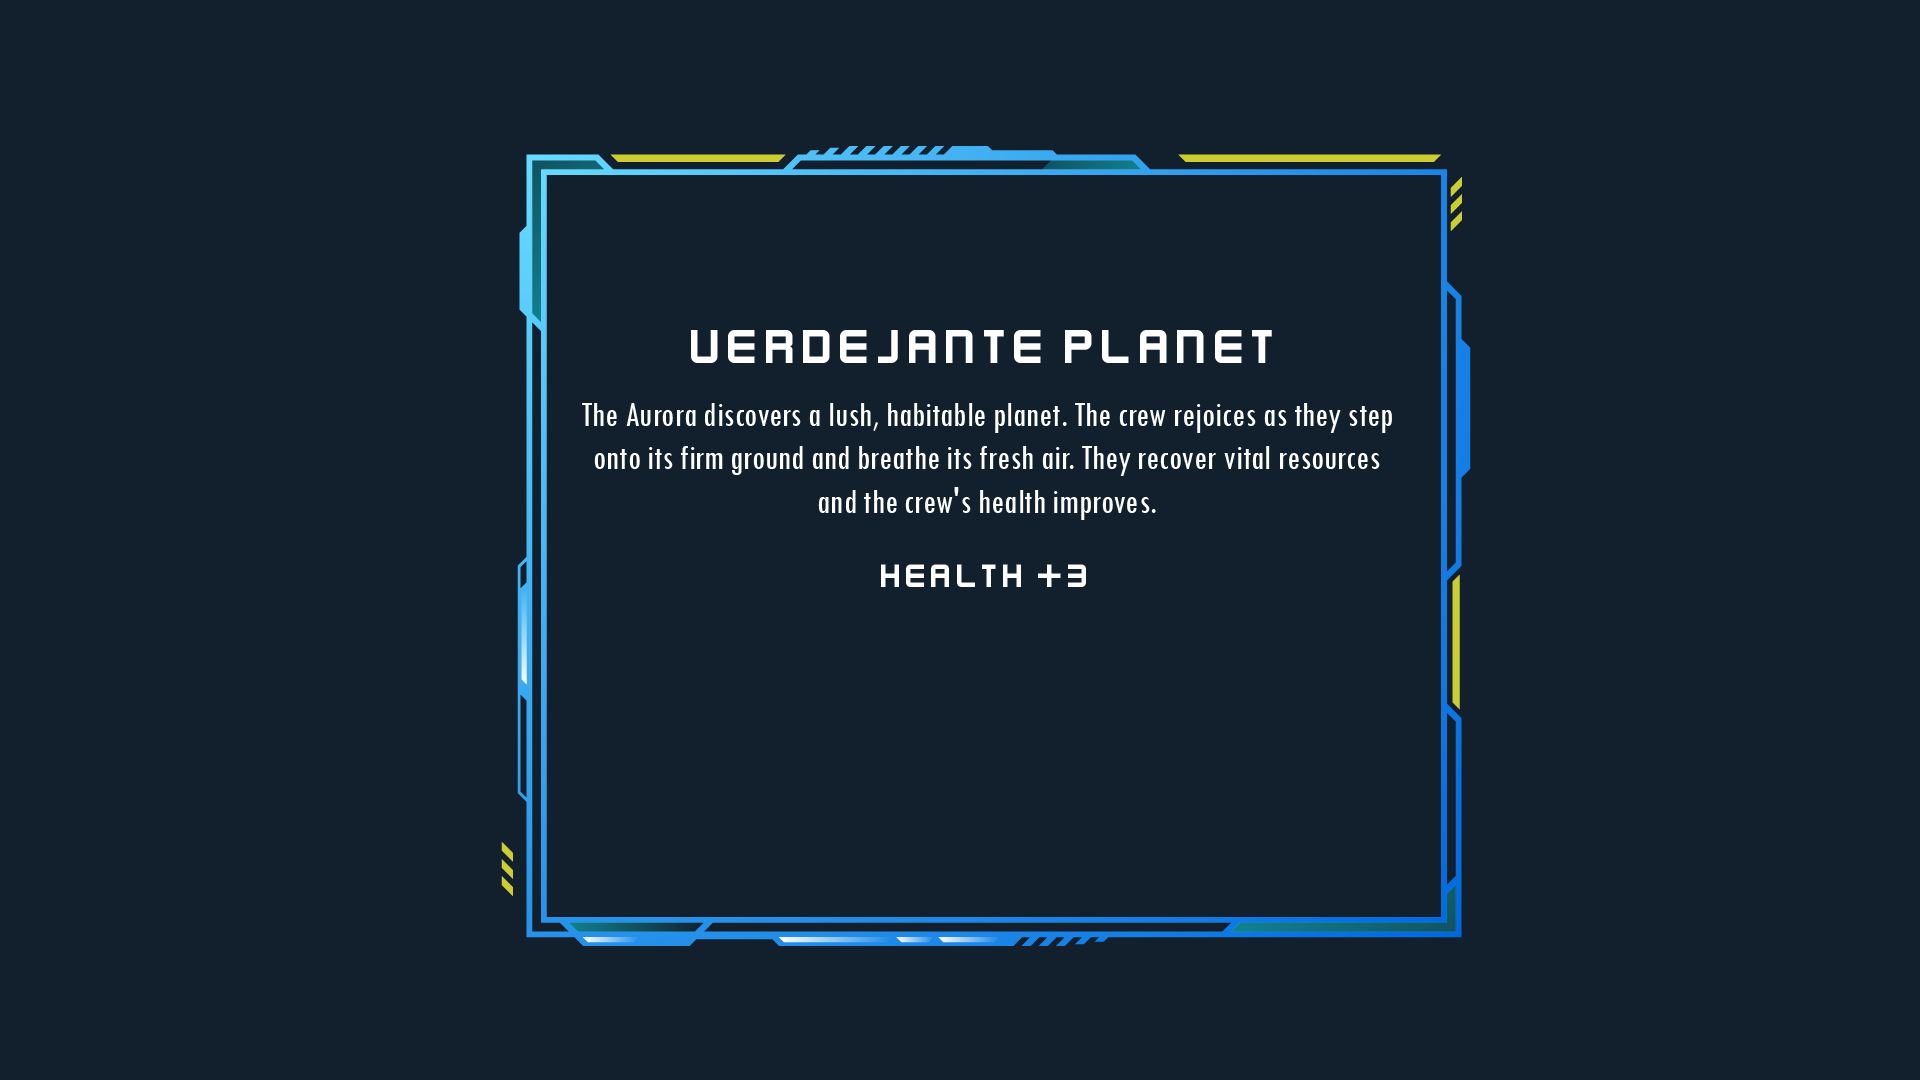 VERDEJANTE PLANET
The Aurora discovers a lush, habitable planet. The crew rejoices as they step
onto its firm ground and breathe its fresh air. They recover vital resources
and the crew's health improves.
HEALTH +3